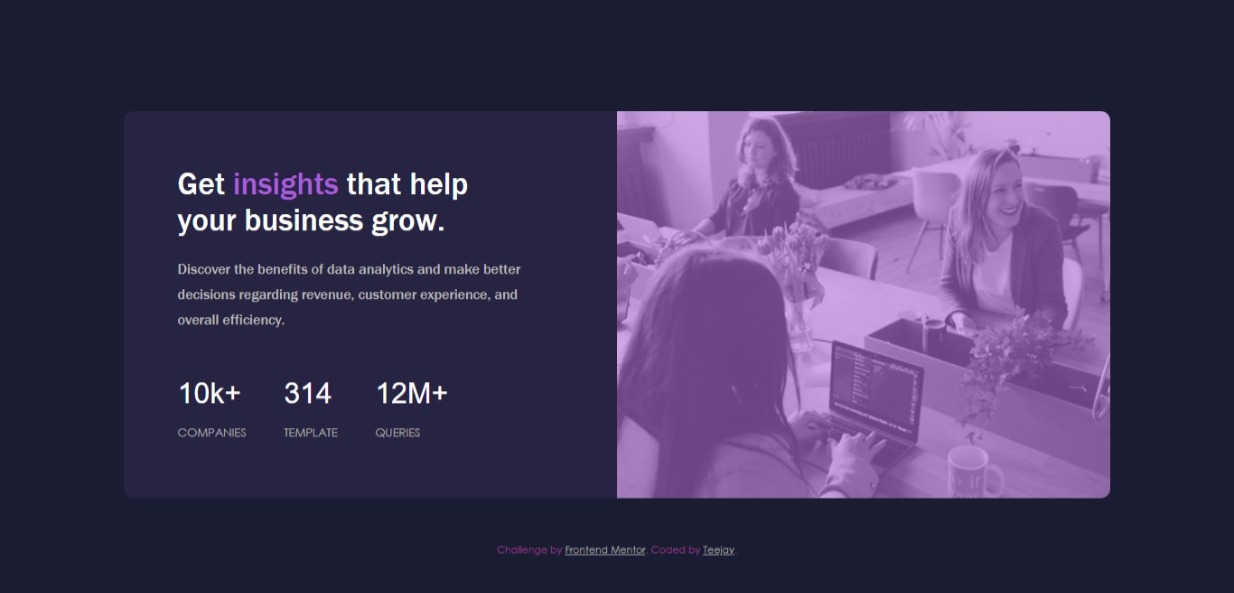 Get insights that help
your business grow.
Discover the benefits of data analytics and make better
decisions regarding revenue, customer experience, and
overall efficiency.
10k+ 314 12M+
COMPANIES TEMPLATE QUERIES
Challenge by Frontend Mentor. Coded by Teejay.